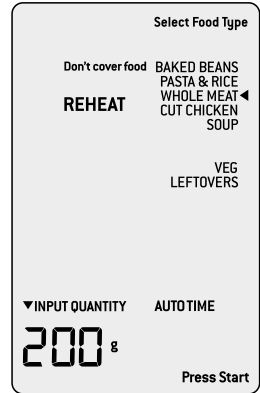 Select Food Type
Don't cover food BAKED BEANS
PASTA & RICE
REHEAT WHOLE MEAT◀
CUT CHICKEN
SOUP
VEG
LEFTOVERS
▼INPUT QUANTITY AUTO TIME
200 g
Press Start